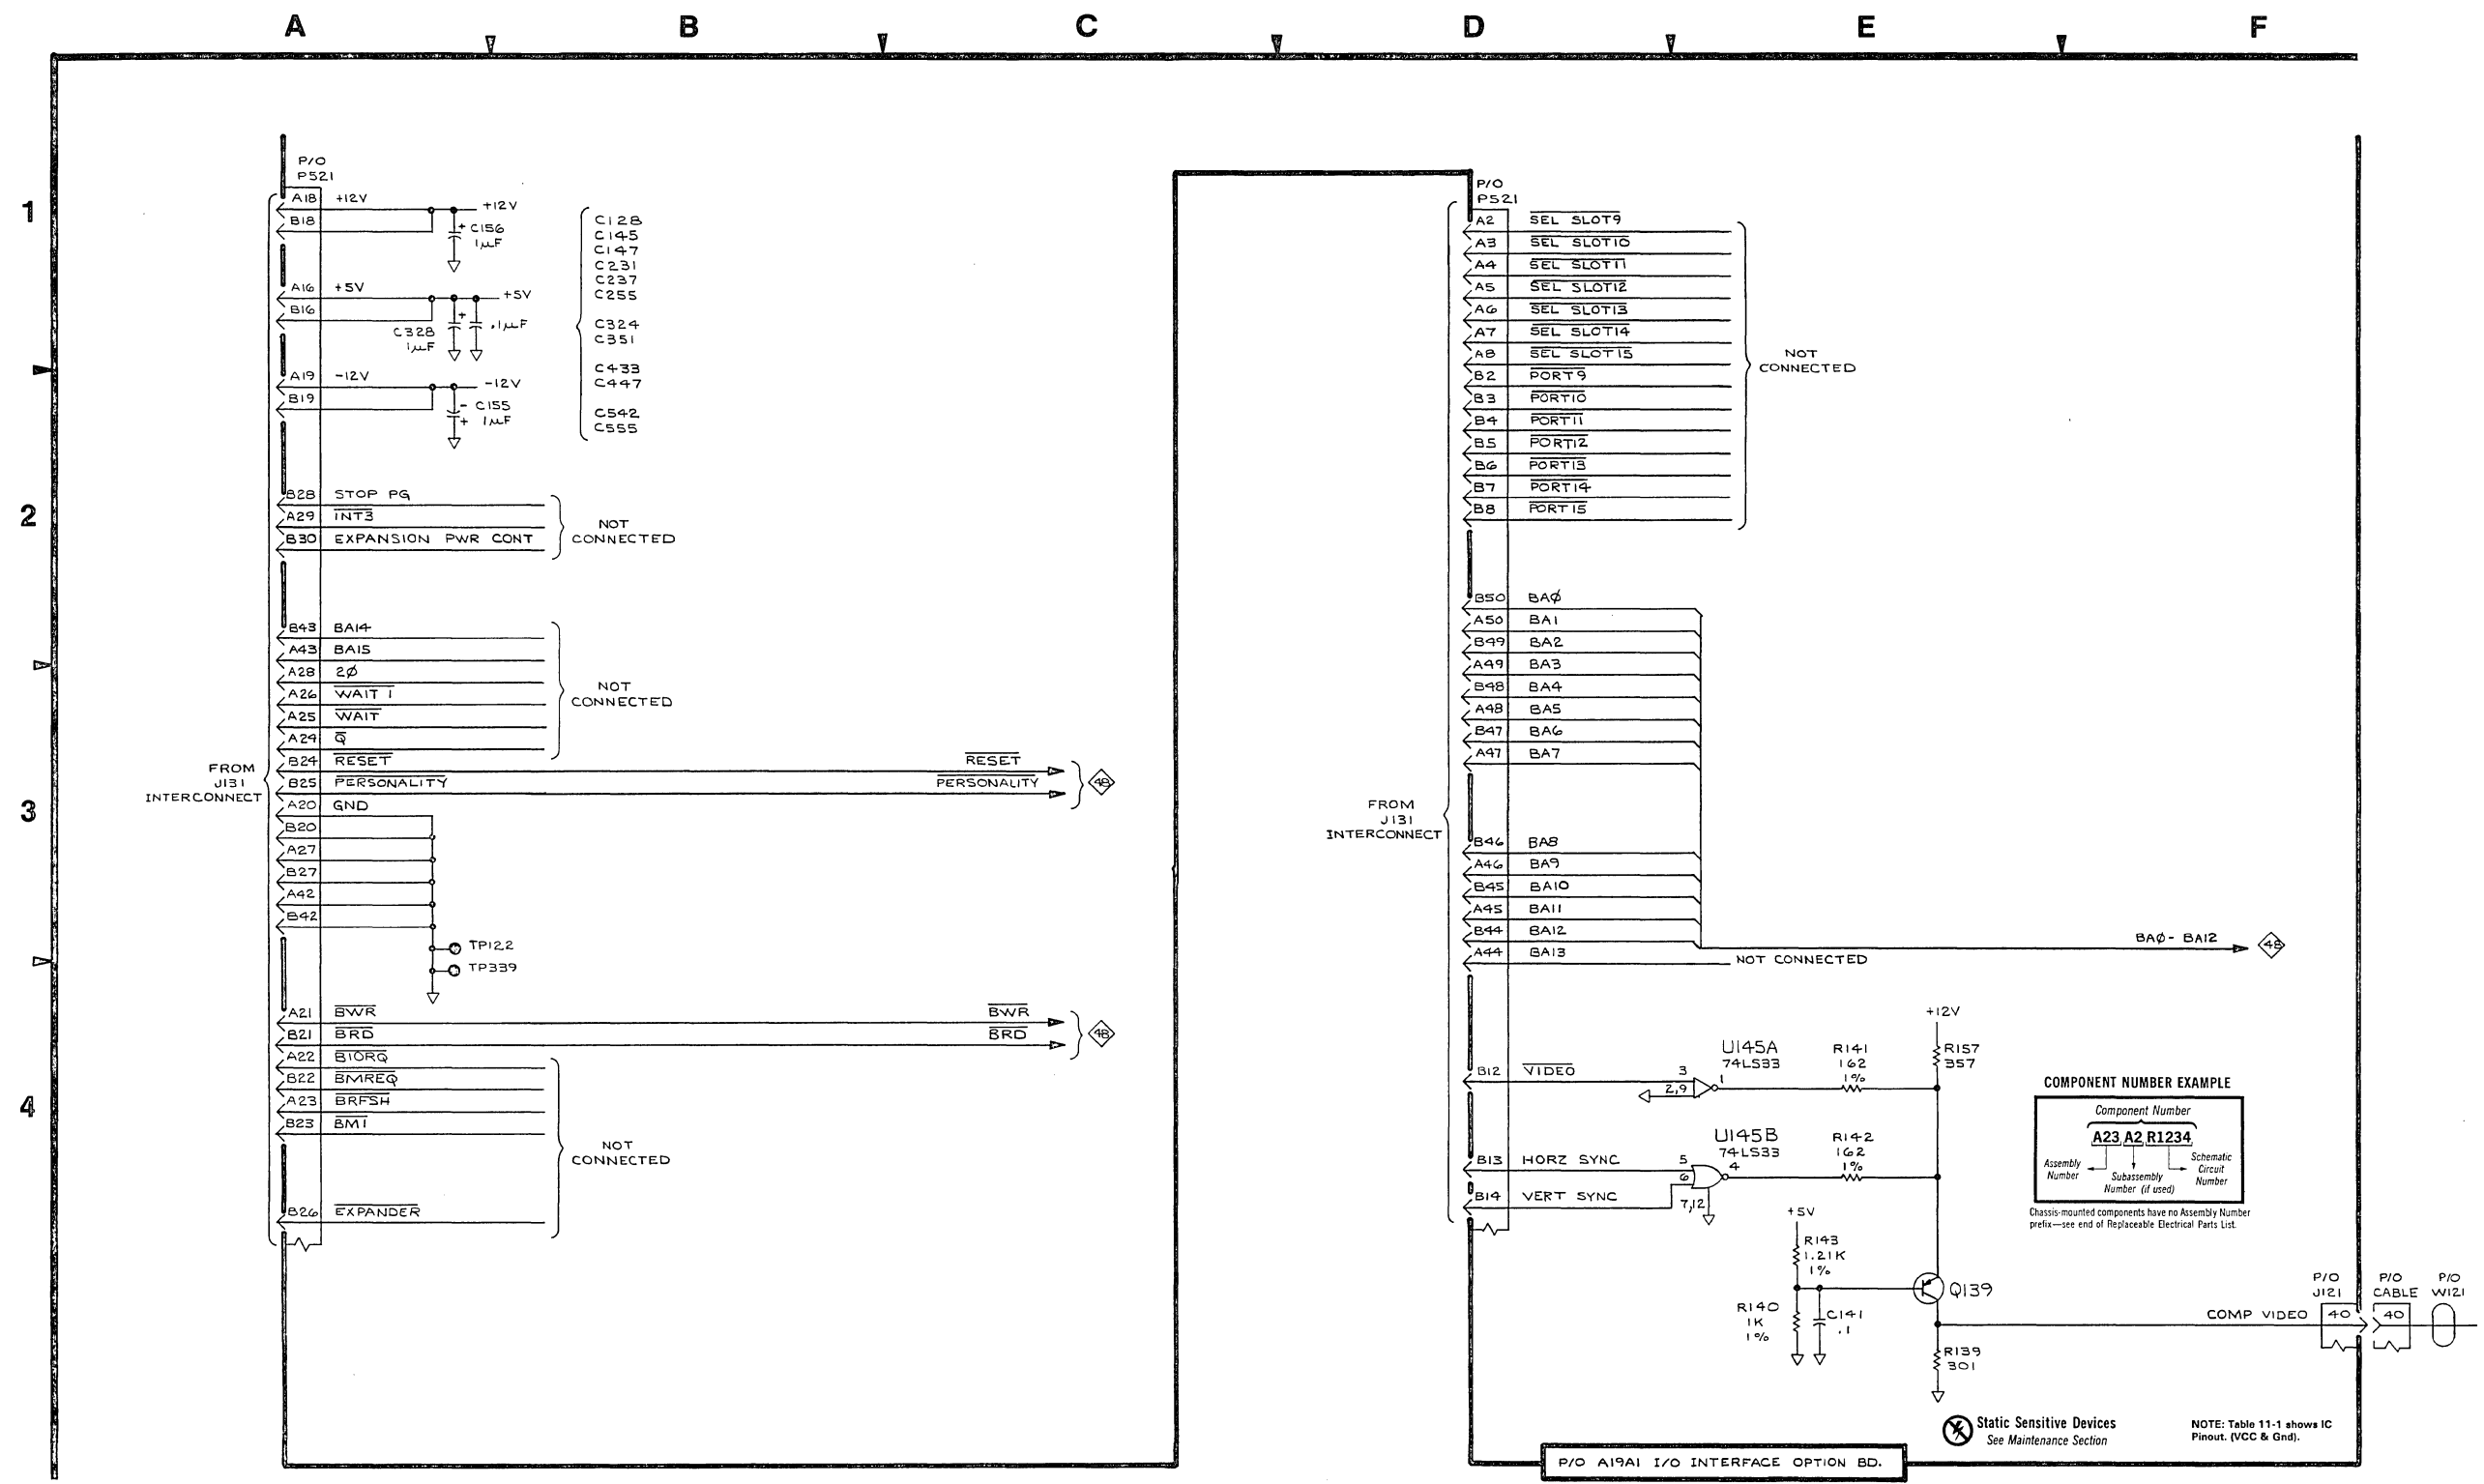 A B C D E F
1
2
3
4
P/O
P521
A18 +12V
B18
+12V
+ C156
1µF
A16 +5V
B16
+5V
+
C328
1µF
.1µF
A19 -12V
B19
-12V
- C155
+ 1µF
C128
C145
C147
C231
C237
C255
C324
C351
C433
C447
C542
C555
B28 STOP PG
A29 INT3
B30 EXPANSION PWR CONT
NOT
CONNECTED
B43 BA14
A43 BA15
A28 2Ø
A26 WAIT 1
A25 WAIT
A24 Q
NOT
CONNECTED
B24 RESET
B25 PERSONALITY
RESET
PERSONALITY
48
FROM
J131
INTERCONNECT
A20 GND
B20
A27
B27
A42
B42
TP122
TP339
A21 BWR
B21 BRD
BWR
BRD
48
A22 BIORQ
B22 BMREQ
A23 BRFSH
B23 BM1
B26 EXPANDER
NOT
CONNECTED
P/O
P521
A2 SEL SLOT9
A3 SEL SLOT10
A4 SEL SLOT11
A5 SEL SLOT12
A6 SEL SLOT13
A7 SEL SLOT14
A8 SEL SLOT15
B2 PORT9
B3 PORT10
B4 PORT11
B5 PORT12
B6 PORT13
B7 PORT14
B8 PORT15
NOT
CONNECTED
B50 BAØ
A50 BA1
B49 BA2
A49 BA3
B48 BA4
A48 BA5
B47 BA6
A47 BA7
FROM
J131
INTERCONNECT
B46 BA8
A46 BA9
B45 BA10
A45 BA11
B44 BA12
A44 BA13
NOT CONNECTED
BAØ- BA12
48
B12 VIDEO
3
2,9
U145A
74LS33
1
R141
162
1%
+12V
R157
357
B13 HORZ SYNC
B14 VERT SYNC
5
6
7,12
U145B
74LS33
4
R142
162
1%
+5V
R143
1.21K
1%
R140
1K
1%
C141
.1
Q139
R139
301
COMP VIDEO
P/O
J121
40
P/O
CABLE
40
P/O
W121
COMPONENT NUMBER EXAMPLE
Component Number
A23 A2 R1234
Assembly
Number
Subassembly
Number (if used)
Schematic
Circuit
Number
Chassis-mounted components have no Assembly Number
prefix—see end of Replaceable Electrical Parts List.
Static Sensitive Devices
See Maintenance Section
NOTE: Table 11-1 shows IC
Pinout. (VCC & Gnd).
P/O A19A1 I/O INTERFACE OPTION BD.